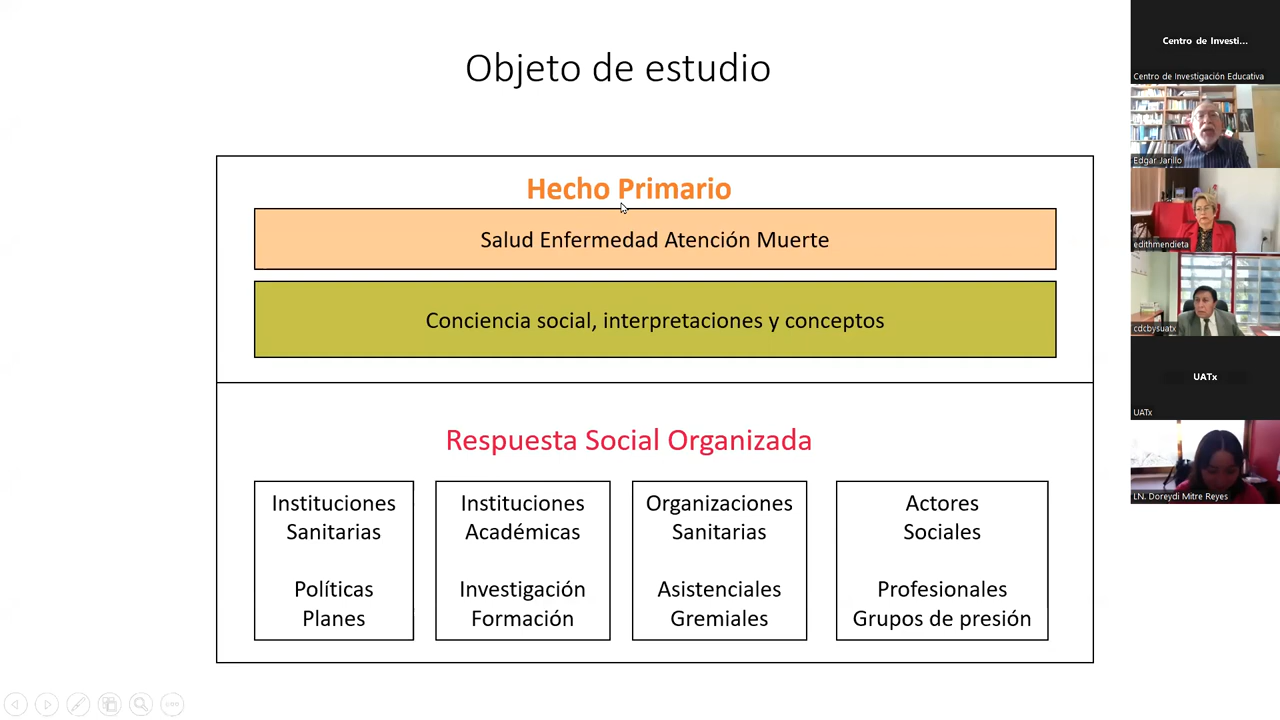 Objeto de estudio
Hecho Primario
Salud Enfermedad Atención Muerte
Conciencia social, interpretaciones y conceptos
Respuesta Social Organizada
Instituciones
Sanitarias
Políticas
Planes
Instituciones
Académicas
Investigación
Formación
Organizaciones
Sanitarias
Asistenciales
Gremiales
Actores
Sociales
Profesionales
Grupos de presión
Centro de Investi...
Centro de Investigación Educativa
Edgar Jarillo
edithmendieta
cdcbysuatx
UATx
UATx
LN. Doreydi Mitre Reyes